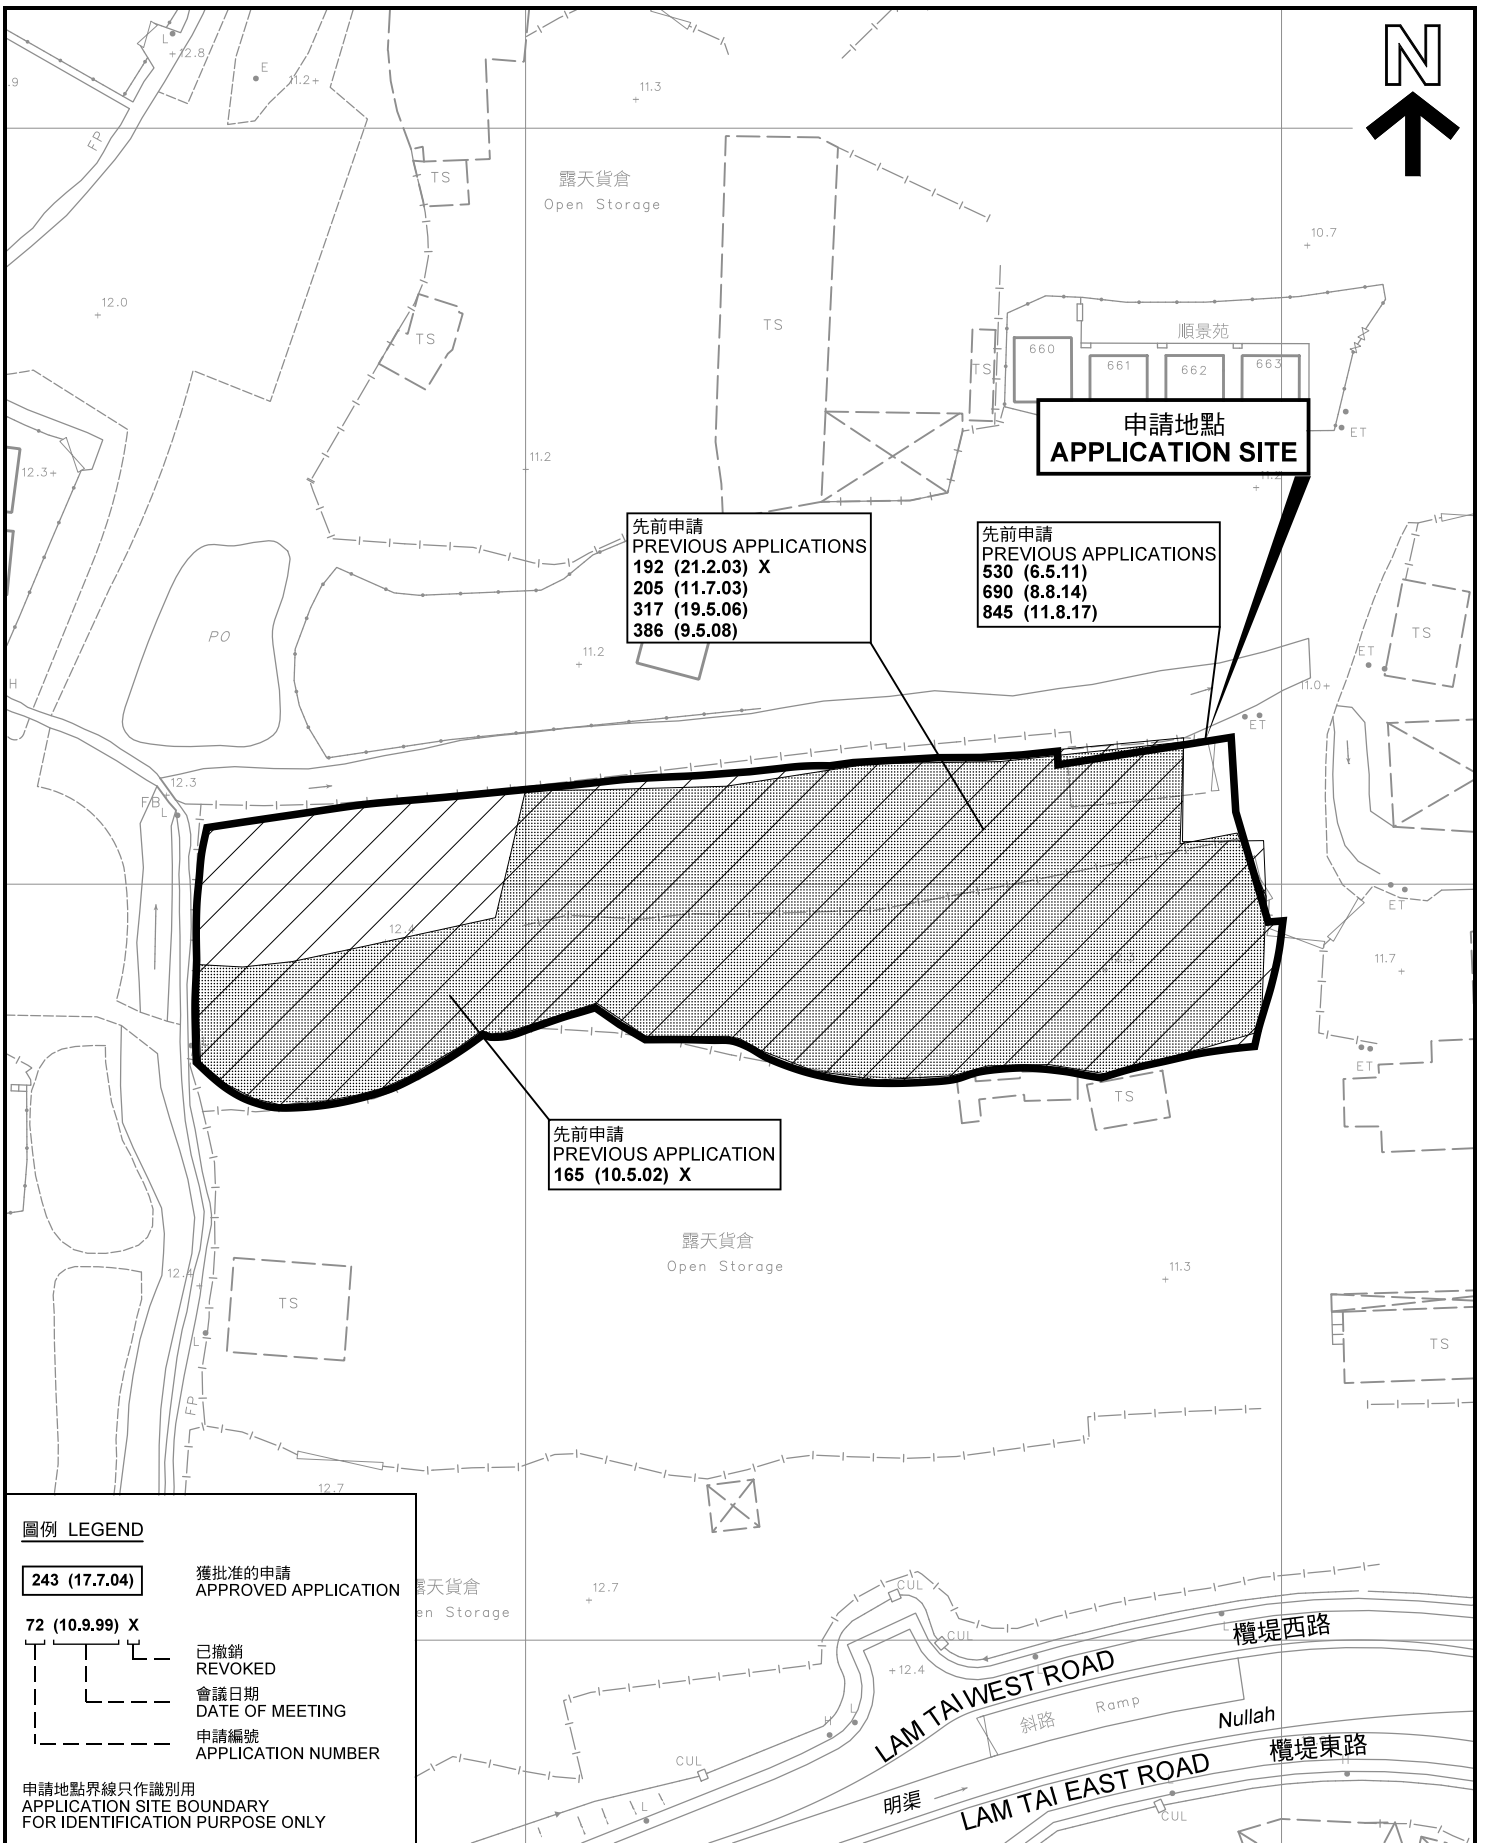 N
L
+12.8
E
11.2+
.9
11.3
FP
TS
露天貨倉
Open Storage
10.7
12.0
TS
TS
順景苑
660
661
662
663
TS
申請地點
APPLICATION SITE
ET
12.3+
11.2
11.2
先前申請
PREVIOUS APPLICATIONS
192 (21.2.03) X
205 (11.7.03)
317 (19.5.06)
386 (9.5.08)
先前申請
PREVIOUS APPLICATIONS
530 (6.5.11)
690 (8.8.14)
845 (11.8.17)
PO
11.2
TS
ET
H
11.0+
ET
12.3
FB
L
12.4
ET
11.7
ET
TS
先前申請
PREVIOUS APPLICATION
165 (10.5.02) X
露天貨倉
Open Storage
12.4
11.3
TS
L
TS
FP
12.7
圖例 LEGEND
243 (17.7.04)
獲批准的申請
APPROVED APPLICATION
72 (10.9.99) X
已撤銷
REVOKED
會議日期
DATE OF MEETING
申請編號
APPLICATION NUMBER
申請地點界線只作識別用
APPLICATION SITE BOUNDARY
FOR IDENTIFICATION PURPOSE ONLY
露天貨倉
en Storage
12.7
CUL
CUL
L
欖堤西路
+12.4
L
LAM TAI WEST ROAD
斜路
Ramp
H
L
Nullah
CUL
欖堤東路
H
明渠
LAM TAI EAST ROAD
L
L
CUL